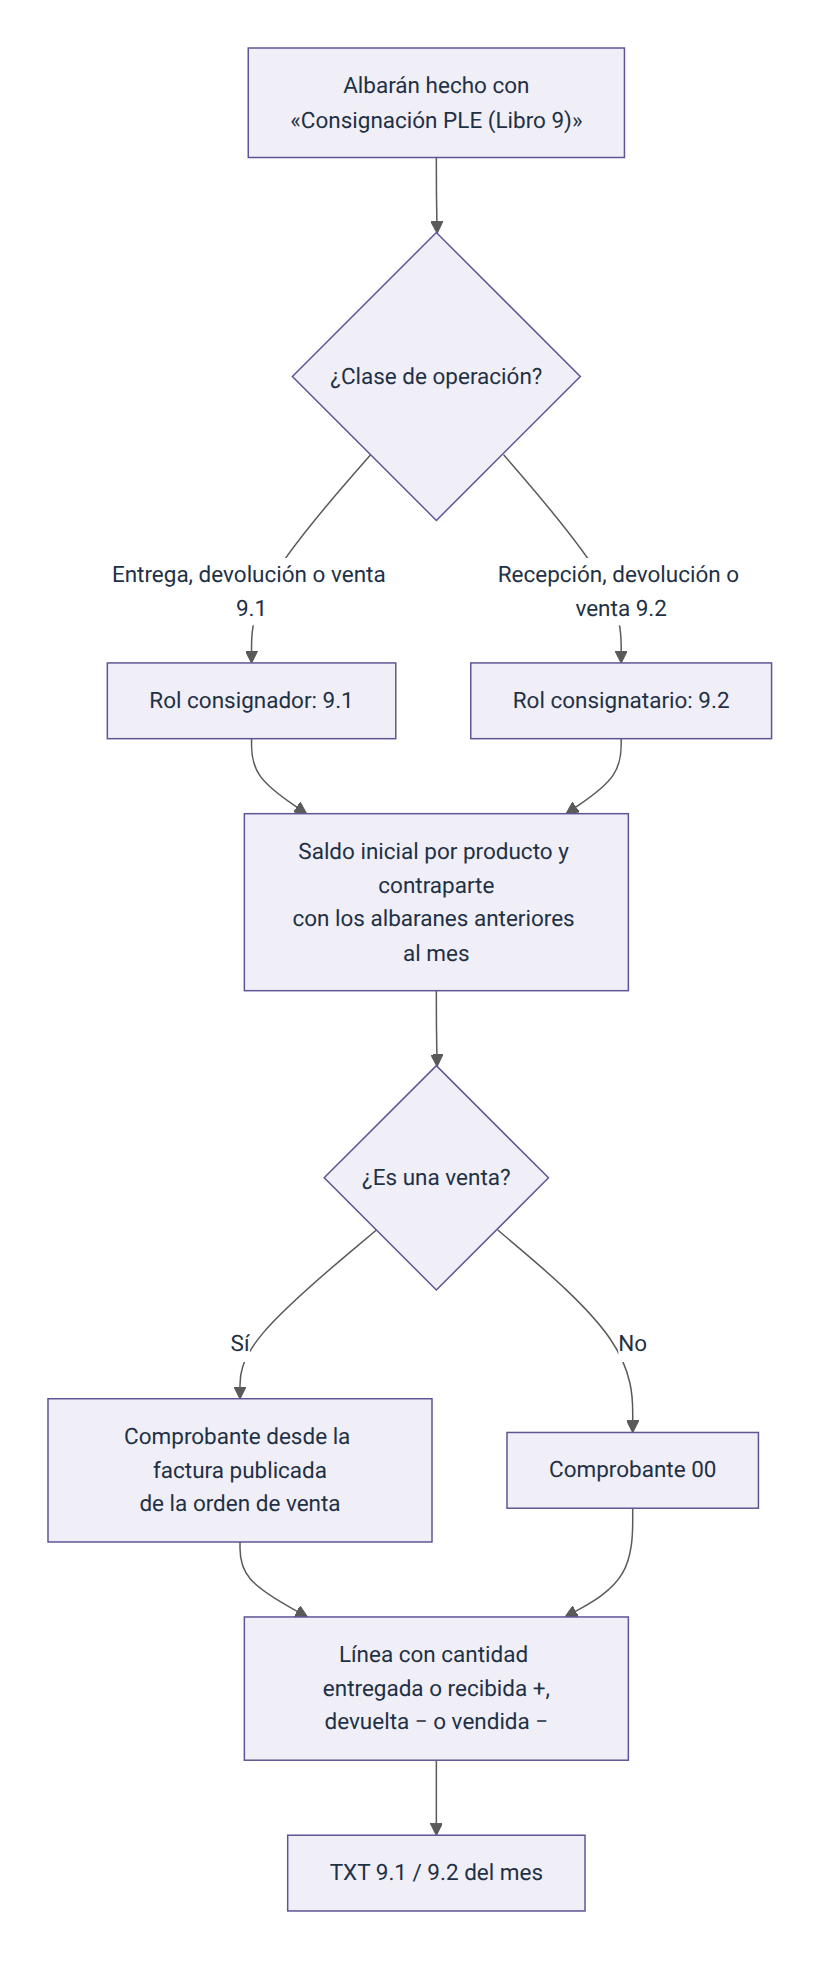 Albarán hecho con
«Consignación PLE (Libro 9)»
¿Clase de operación?
Entrega, devolución o venta
9.1
Recepción, devolución o
venta 9.2
Rol consignador: 9.1
Rol consignatario: 9.2
Saldo inicial por producto y
contraparte
con los albaranes anteriores
al mes
¿Es una venta?
Sí
No
Comprobante desde la
factura publicada
de la orden de venta
Comprobante 00
Línea con cantidad
entregada o recibida +,
devuelta − o vendida −
TXT 9.1 / 9.2 del mes